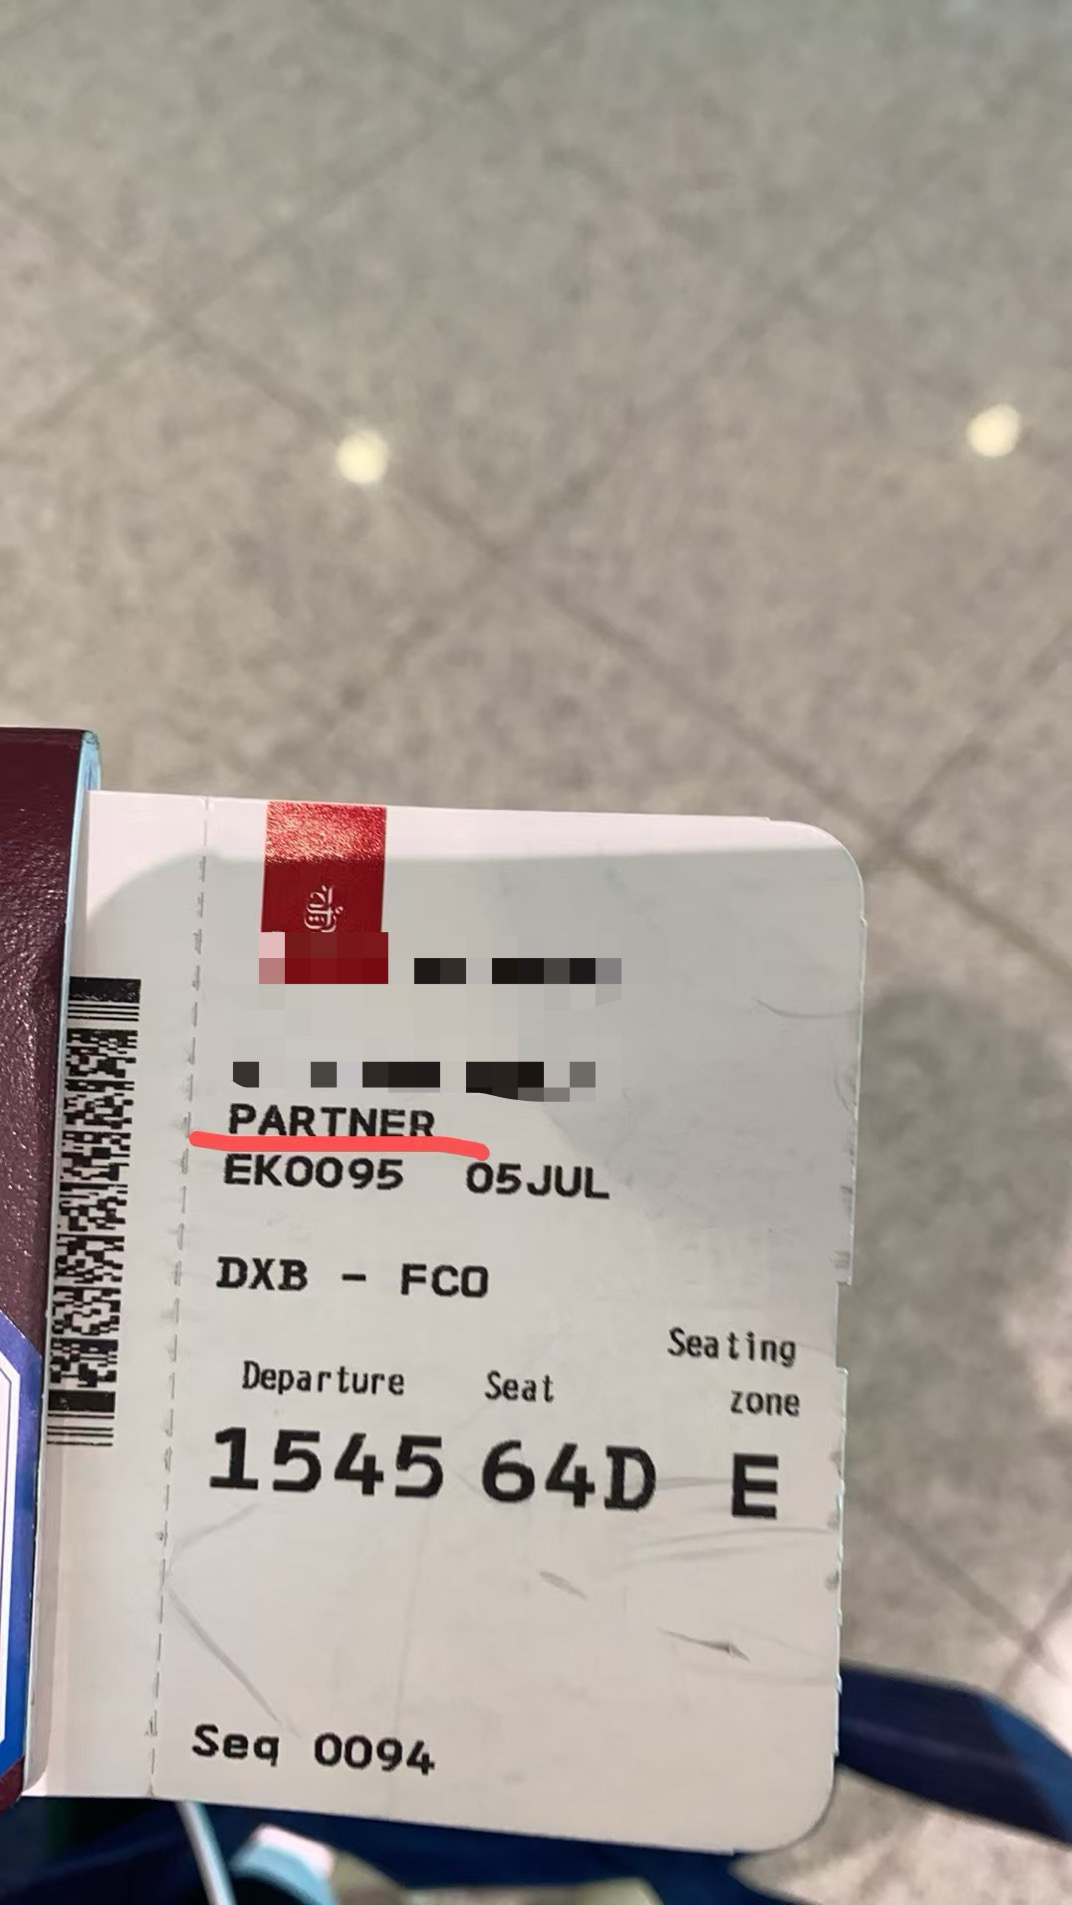 PARTNER
EK0095 05JUL
DXB - FCO
Departure Seat Seating zone
1545 64D E
Seq 0094